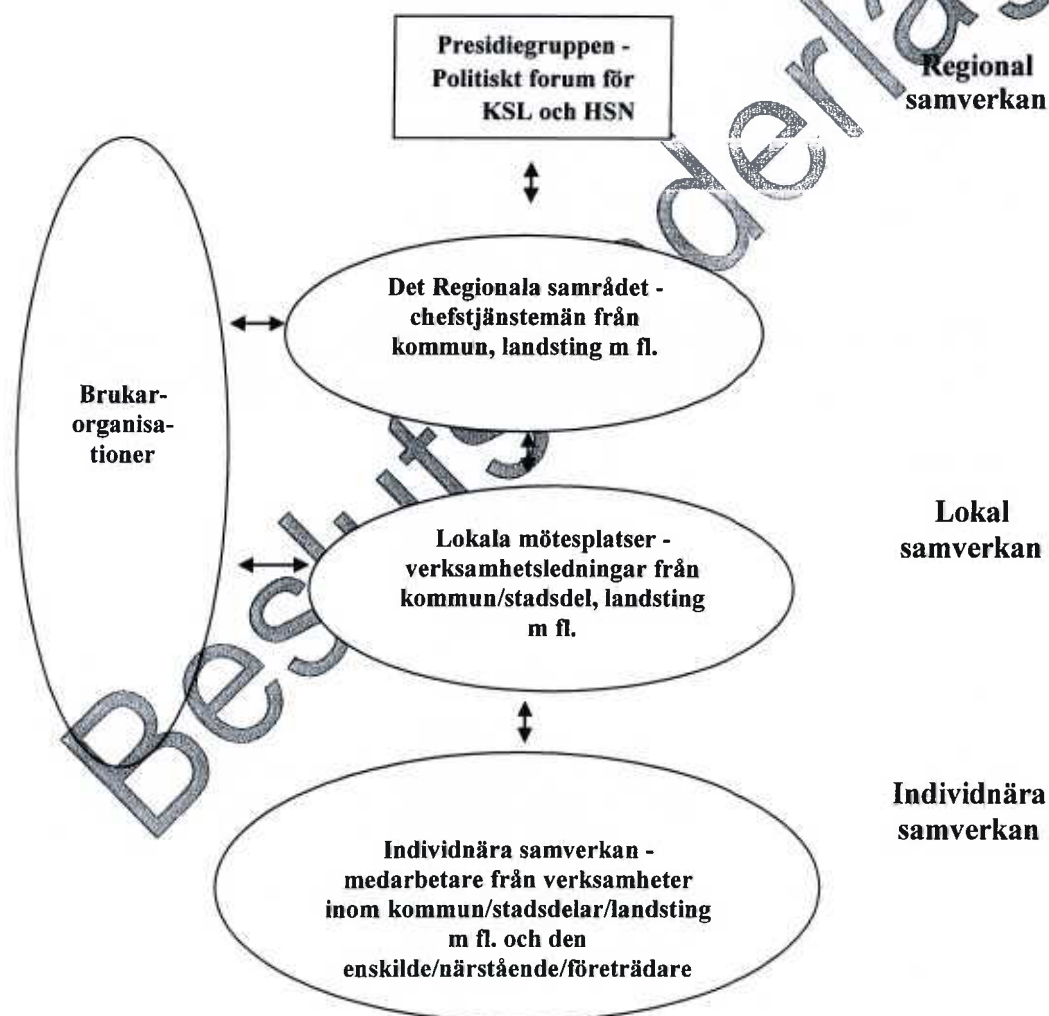 Presidiegruppen -
Politiskt forum för
KSL och HSN
Regional
samverkan
Det Regionala samrådet -
chefstjänstemän från
kommun, landsting m fl.
Brukar-
organisa-
tioner
Lokala mötesplatser -
verksamhetsledningar från
kommun/stadsdel, landsting
m fl.
Lokal
samverkan
Individnära samverkan -
medarbetare från verksamheter
inom kommun/stadsdelar/landsting
m fl. och den
enskilde/närstående/företrädare
Individnära
samverkan